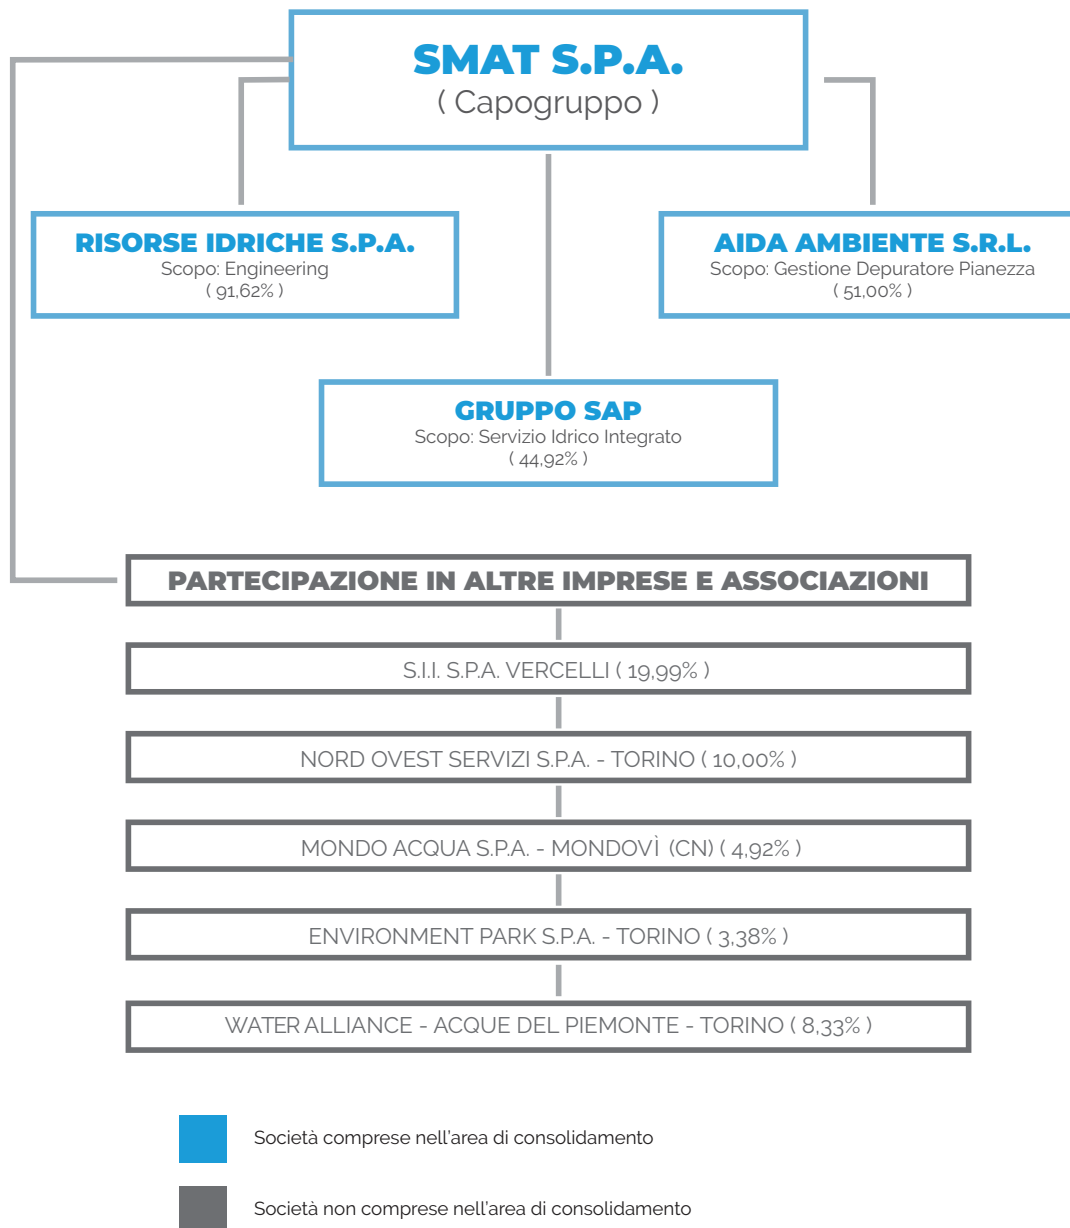 SMAT S.P.A.
( Capogruppo )
RISORSE IDRICHE S.P.A.
Scopo: Engineering
( 91,62% )
AIDA AMBIENTE S.R.L.
Scopo: Gestione Depuratore Pianezza
( 51,00% )
GRUPPO SAP
Scopo: Servizio Idrico Integrato
( 44,92% )
PARTECIPAZIONE IN ALTRE IMPRESE E ASSOCIAZIONI
S.I.I. S.P.A. VERCELLI ( 19,99% )
NORD OVEST SERVIZI S.P.A. - TORINO ( 10,00% )
MONDO ACQUA S.P.A. - MONDOVÌ (CN) ( 4,92% )
ENVIRONMENT PARK S.P.A. - TORINO ( 3,38% )
WATER ALLIANCE - ACQUE DEL PIEMONTE - TORINO ( 8,33% )
Società comprese nell'area di consolidamento
Società non comprese nell'area di consolidamento